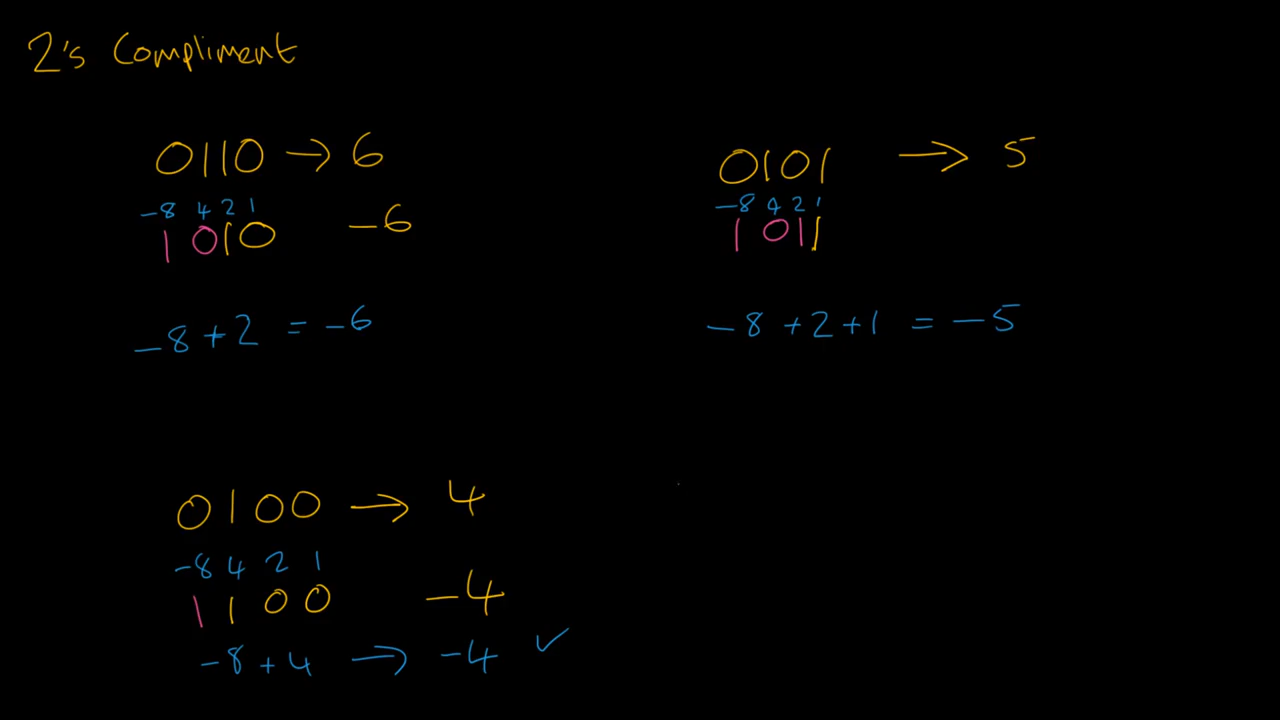 2's Compliment
0110 → 6
-8 4 2 1
1010 -6
-8+2 = -6
0101 → 5
-8 4 2 1
1011
-8+2+1 = -5
0100 → 4
-8 4 2 1
1100 -4
-8+4 → -4 ✓